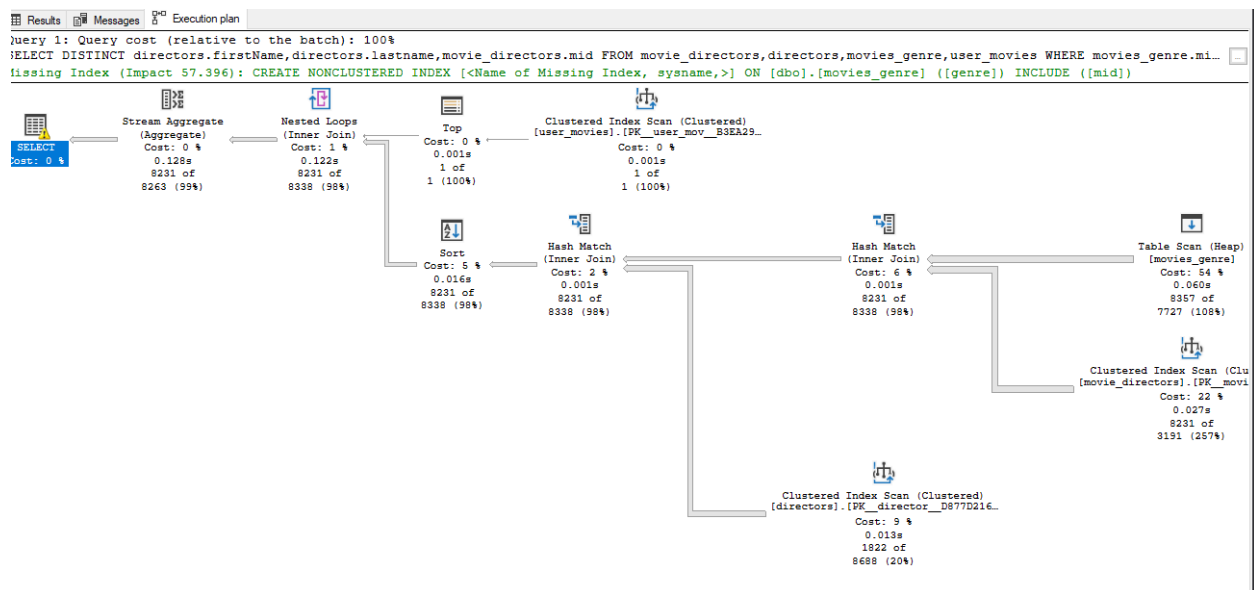 Results Messages Execution plan
Query 1: Query cost (relative to the batch): 100%
SELECT DISTINCT directors.firstName,directors.lastname,movie_directors.mid FROM movie_directors,directors,movies_genre,user_movies WHERE movies_genre.mi...
Missing Index (Impact 57.396): CREATE NONCLUSTERED INDEX [<Name of Missing Index, sysname,>] ON [dbo].[movies_genre] ([genre]) INCLUDE ([mid])
SELECT
Cost: 0 %
Stream Aggregate
(Aggregate)
Cost: 0 %
0.128s
8231 of
8263 (99%)
Nested Loops
(Inner Join)
Cost: 1 %
0.122s
8231 of
8338 (98%)
Top
Cost: 0 %
0.001s
1 of
1 (100%)
Clustered Index Scan (Clustered)
[user_movies].[PK__user_mov__B3EA29...
Cost: 0 %
0.001s
1 of
1 (100%)
Sort
Cost: 5 %
0.016s
8231 of
8338 (98%)
Hash Match
(Inner Join)
Cost: 2 %
0.001s
8231 of
8338 (98%)
Hash Match
(Inner Join)
Cost: 6 %
0.001s
8231 of
8338 (98%)
Table Scan (Heap)
[movies_genre]
Cost: 54 %
0.060s
8357 of
7727 (108%)
Clustered Index Scan (Clu
[movie_directors].[PK__movi
Cost: 22 %
0.027s
8231 of
3191 (257%)
Clustered Index Scan (Clustered)
[directors].[PK__director__D877D216...
Cost: 9 %
0.013s
1822 of
8688 (20%)